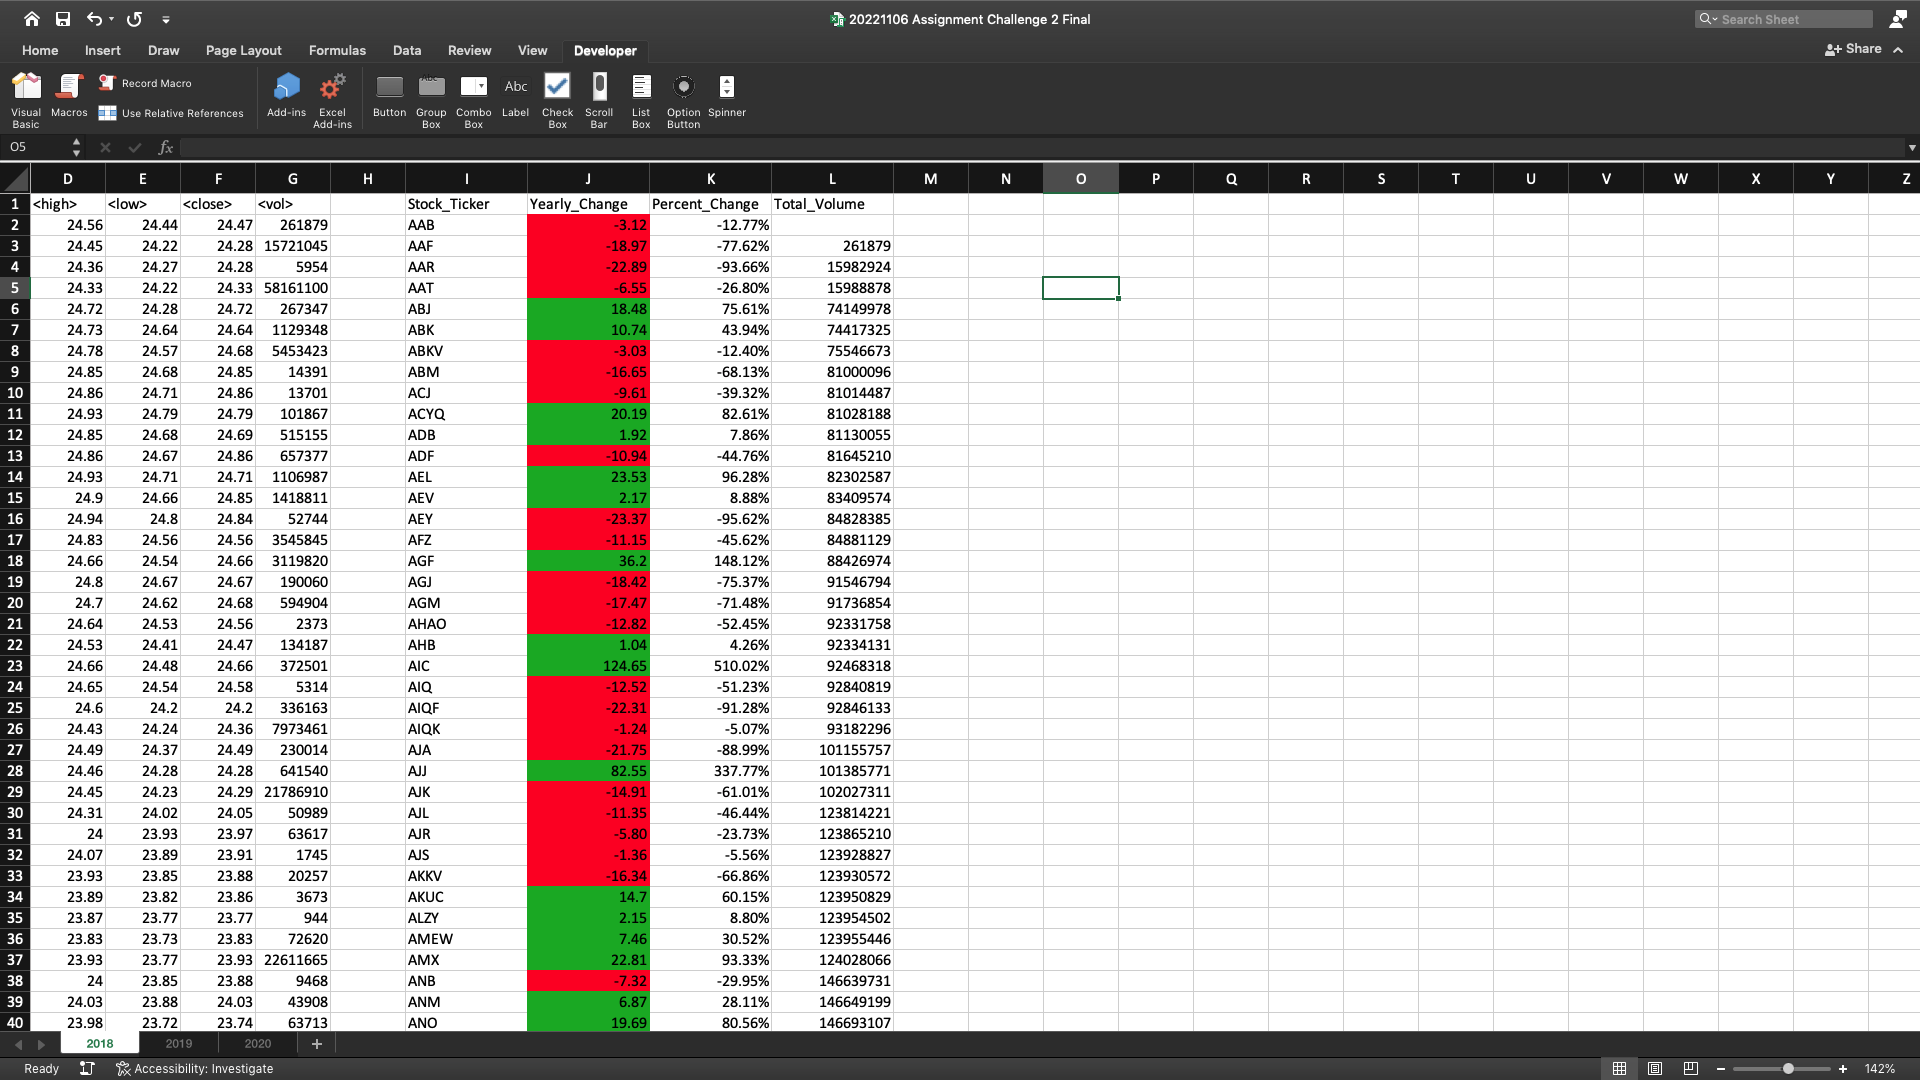 20221106 Assignment Challenge 2 Final
Search Sheet
Home Insert Draw Page Layout Formulas Data Review View Developer
Share
Visual Basic Macros Record Macro Use Relative References Add-ins Excel Add-ins Button Group Box Combo Box Abc Label Check Box Scroll Bar List Box Option Button Spinner
O5 fx
D E F G H I J K L M N O P Q R S T U V W X Y Z
1 <high> <low> <close> <vol> Stock_Ticker Yearly_Change Percent_Change Total_Volume
2 24.56 24.44 24.47 261879 AAB -3.12 -12.77%
3 24.45 24.22 24.28 15721045 AAF -18.97 -77.62% 261879
4 24.36 24.27 24.28 5954 AAR -22.89 -93.66% 15982924
5 24.33 24.22 24.33 58161100 AAT -6.55 -26.80% 15988878
6 24.72 24.28 24.72 267347 ABJ 18.48 75.61% 74149978
7 24.73 24.64 24.64 1129348 ABK 10.74 43.94% 74417325
8 24.78 24.57 24.68 5453423 ABKV -3.03 -12.40% 75546673
9 24.85 24.68 24.85 14391 ABM -16.65 -68.13% 81000096
10 24.86 24.71 24.86 13701 ACJ -9.61 -39.32% 81014487
11 24.93 24.79 24.79 101867 ACYQ 20.19 82.61% 81028188
12 24.85 24.68 24.69 515155 ADB 1.92 7.86% 81130055
13 24.86 24.67 24.86 657377 ADF -10.94 -44.76% 81645210
14 24.93 24.71 24.71 1106987 AEL 23.53 96.28% 82302587
15 24.9 24.66 24.85 1418811 AEV 2.17 8.88% 83409574
16 24.94 24.8 24.84 52744 AEY -23.37 -95.62% 84828385
17 24.83 24.56 24.56 3545845 AFZ -11.15 -45.62% 84881129
18 24.66 24.54 24.66 3119820 AGF 36.2 148.12% 88426974
19 24.8 24.67 24.67 190060 AGJ -18.42 -75.37% 91546794
20 24.7 24.62 24.68 594904 AGM -17.47 -71.48% 91736854
21 24.64 24.53 24.56 2373 AHAO -12.82 -52.45% 92331758
22 24.53 24.41 24.47 134187 AHB 1.04 4.26% 92334131
23 24.66 24.48 24.66 372501 AIC 124.65 510.02% 92468318
24 24.65 24.54 24.58 5314 AIQ -12.52 -51.23% 92840819
25 24.6 24.2 24.2 336163 AIQF -22.31 -91.28% 92846133
26 24.43 24.24 24.36 7973461 AIQK -1.24 -5.07% 93182296
27 24.49 24.37 24.49 230014 AJA -21.75 -88.99% 101155757
28 24.46 24.28 24.28 641540 AJJ 82.55 337.77% 101385771
29 24.45 24.23 24.29 21786910 AJK -14.91 -61.01% 102027311
30 24.31 24.02 24.05 50989 AJL -11.35 -46.44% 123814221
31 24 23.93 23.97 63617 AJR -5.80 -23.73% 123865210
32 24.07 23.89 23.91 1745 AJS -1.36 -5.56% 123928827
33 23.93 23.85 23.88 20257 AKKV -16.34 -66.86% 123930572
34 23.89 23.82 23.86 3673 AKUC 14.7 60.15% 123950829
35 23.87 23.77 23.77 944 ALZY 2.15 8.80% 123954502
36 23.83 23.73 23.83 72620 AMEW 7.46 30.52% 123955446
37 23.93 23.77 23.93 22611665 AMX 22.81 93.33% 124028066
38 24 23.85 23.88 9468 ANB -7.32 -29.95% 146639731
39 24.03 23.88 24.03 43908 ANM 6.87 28.11% 146649199
40 23.98 23.72 23.74 63713 ANO 19.69 80.56% 146693107
2018 2019 2020 +
Ready Accessibility: Investigate 142%